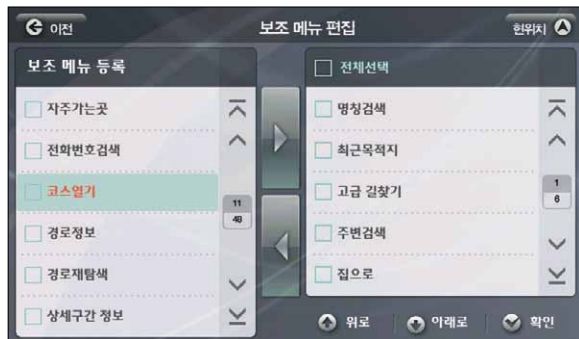 이전
보조 메뉴 편집
현위치
보조 메뉴 등록
자주가는곳
전화번호검색
코스열기
경로정보
경로재탐색
상세구간 정보
11
48
전체선택
명칭검색
최근목적지
고급 길찾기
주변검색
집으로
1
6
위로
아래로
확인